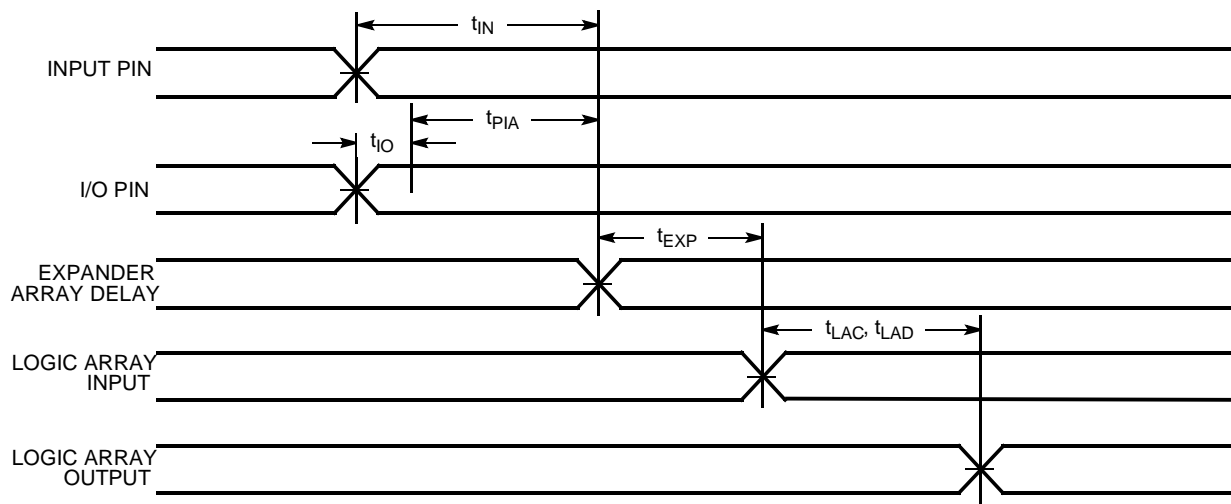 t_IN
INPUT PIN
t_PIA
t_IO
I/O PIN
t_EXP
EXPANDER
ARRAY DELAY
t_LAC, t_LAD
LOGIC ARRAY
INPUT
LOGIC ARRAY
OUTPUT